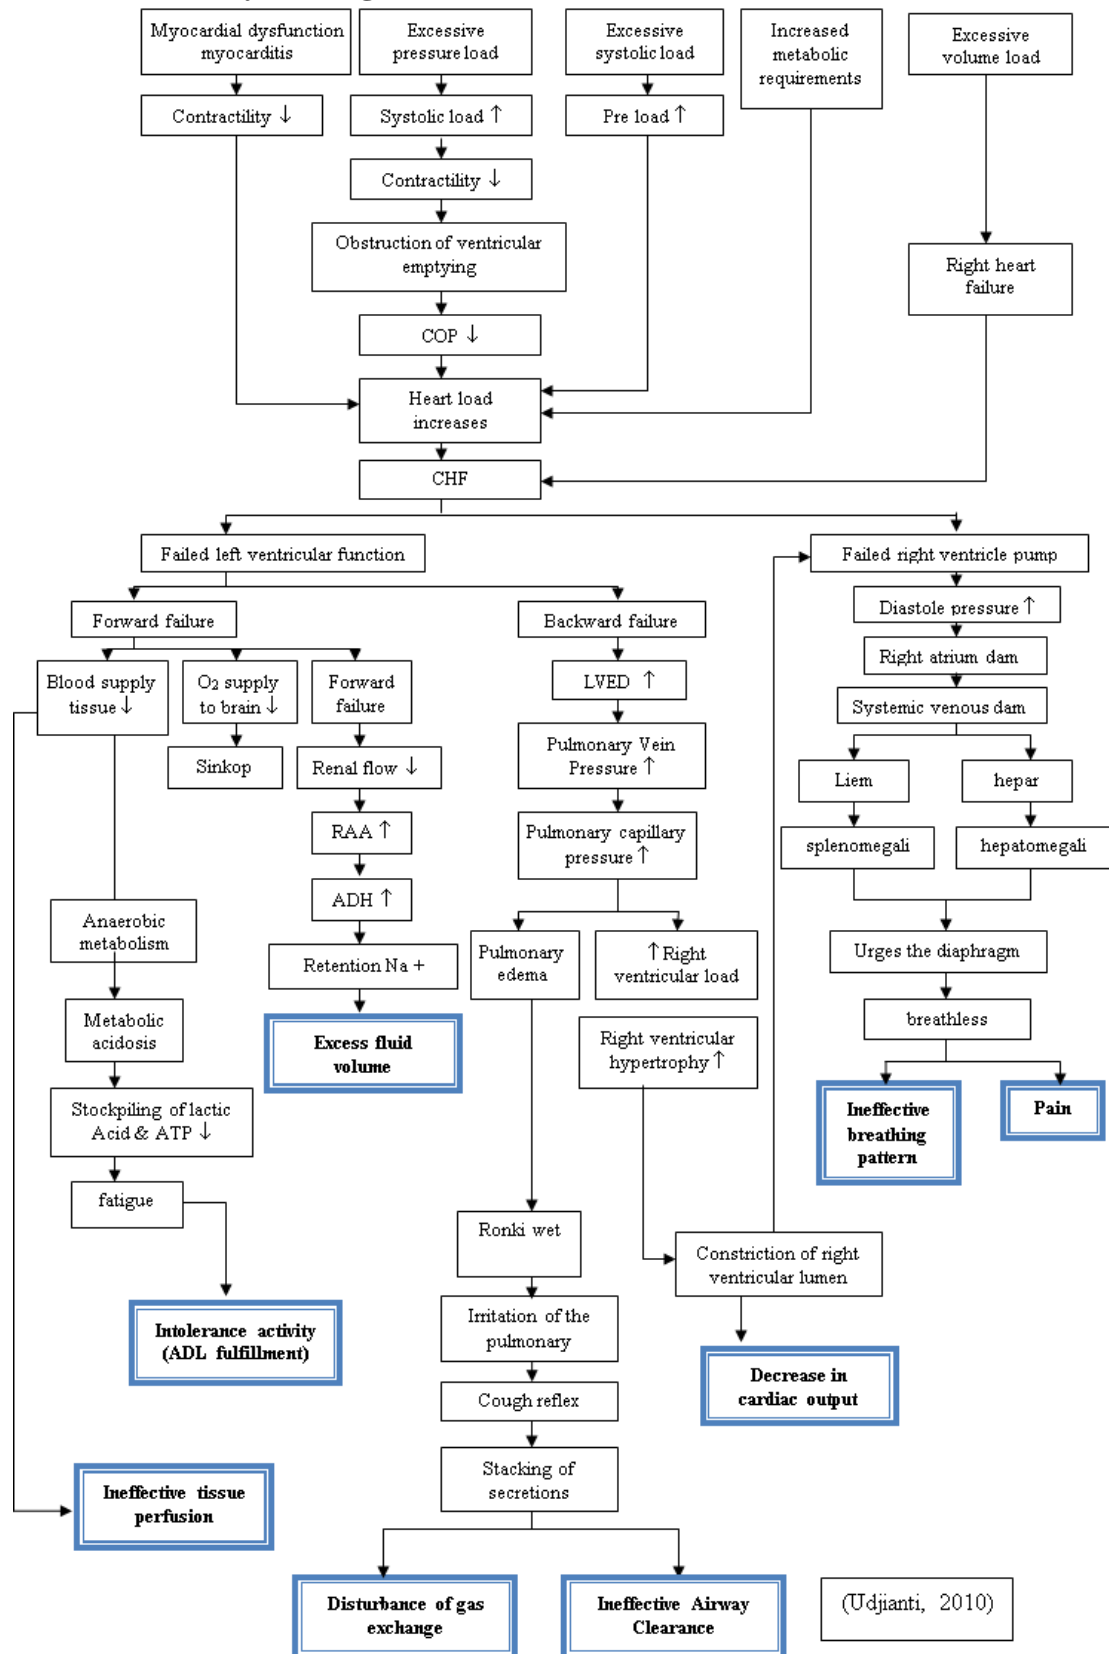 Myocardial dysfunction
myocarditis
Excessive
pressure load
Excessive
systolic load
Increased
metabolic
requirements
Excessive
volume load
Contractility ↓
Systolic load ↑
Pre load ↑
Contractility ↓
Obstruction of ventricular
emptying
Right heart
failure
COP ↓
Heart load
increases
CHF
Failed left ventricular function
Failed right ventricle pump
Forward failure
Backward failure
Diastole pressure ↑
Blood supply
tissue ↓
O2 supply
to brain ↓
Forward
failure
LVED ↑
Right atrium dam
Systemic venous dam
Sinkop
Renal flow ↓
Pulmonary Vein
Pressure ↑
Liem
hepar
RAA ↑
Pulmonary capillary
pressure ↑
splenomegali
hepatomegali
ADH ↑
Anaerobic
metabolism
Retention Na +
Pulmonary
edema
↑ Right
ventricular load
Urges the diaphragm
Metabolic
acidosis
Excess fluid
volume
Right ventricular
hypertrophy ↑
breathless
Stockpiling of lactic
Acid & ATP ↓
Ineffective
breathing
pattern
Pain
fatigue
Ronki wet
Constriction of right
ventricular lumen
Intolerance activity
(ADL fulfillment)
Irritation of the
pulmonary
Decrease in
cardiac output
Cough reflex
Stacking of
secretions
Ineffective tissue
perfusion
Disturbance of gas
exchange
Ineffective Airway
Clearance
(Udjianti, 2010)